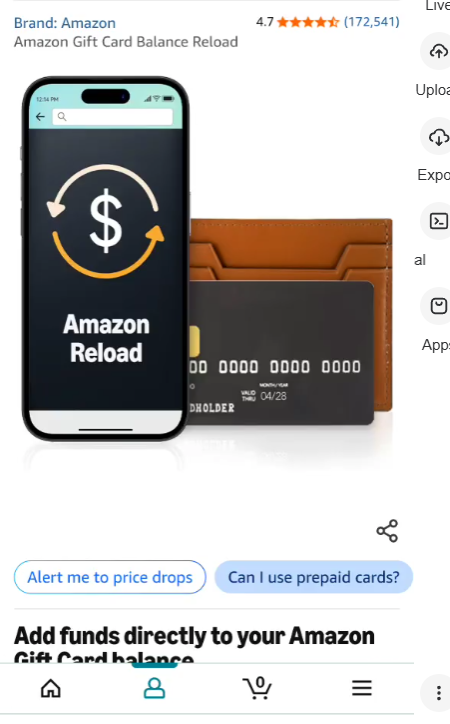 Brand: Amazon
4.7 (172,541)
Amazon Gift Card Balance Reload
12:14 PM
$
Amazon
Reload
0000 0000 0000
MONTH/YEAR
VALID
THRU 04/28
DHOLDER
Alert me to price drops
Can I use prepaid cards?
Add funds directly to your Amazon
Gift Card balance
0
Live
Uploa
Expo
al
Apps